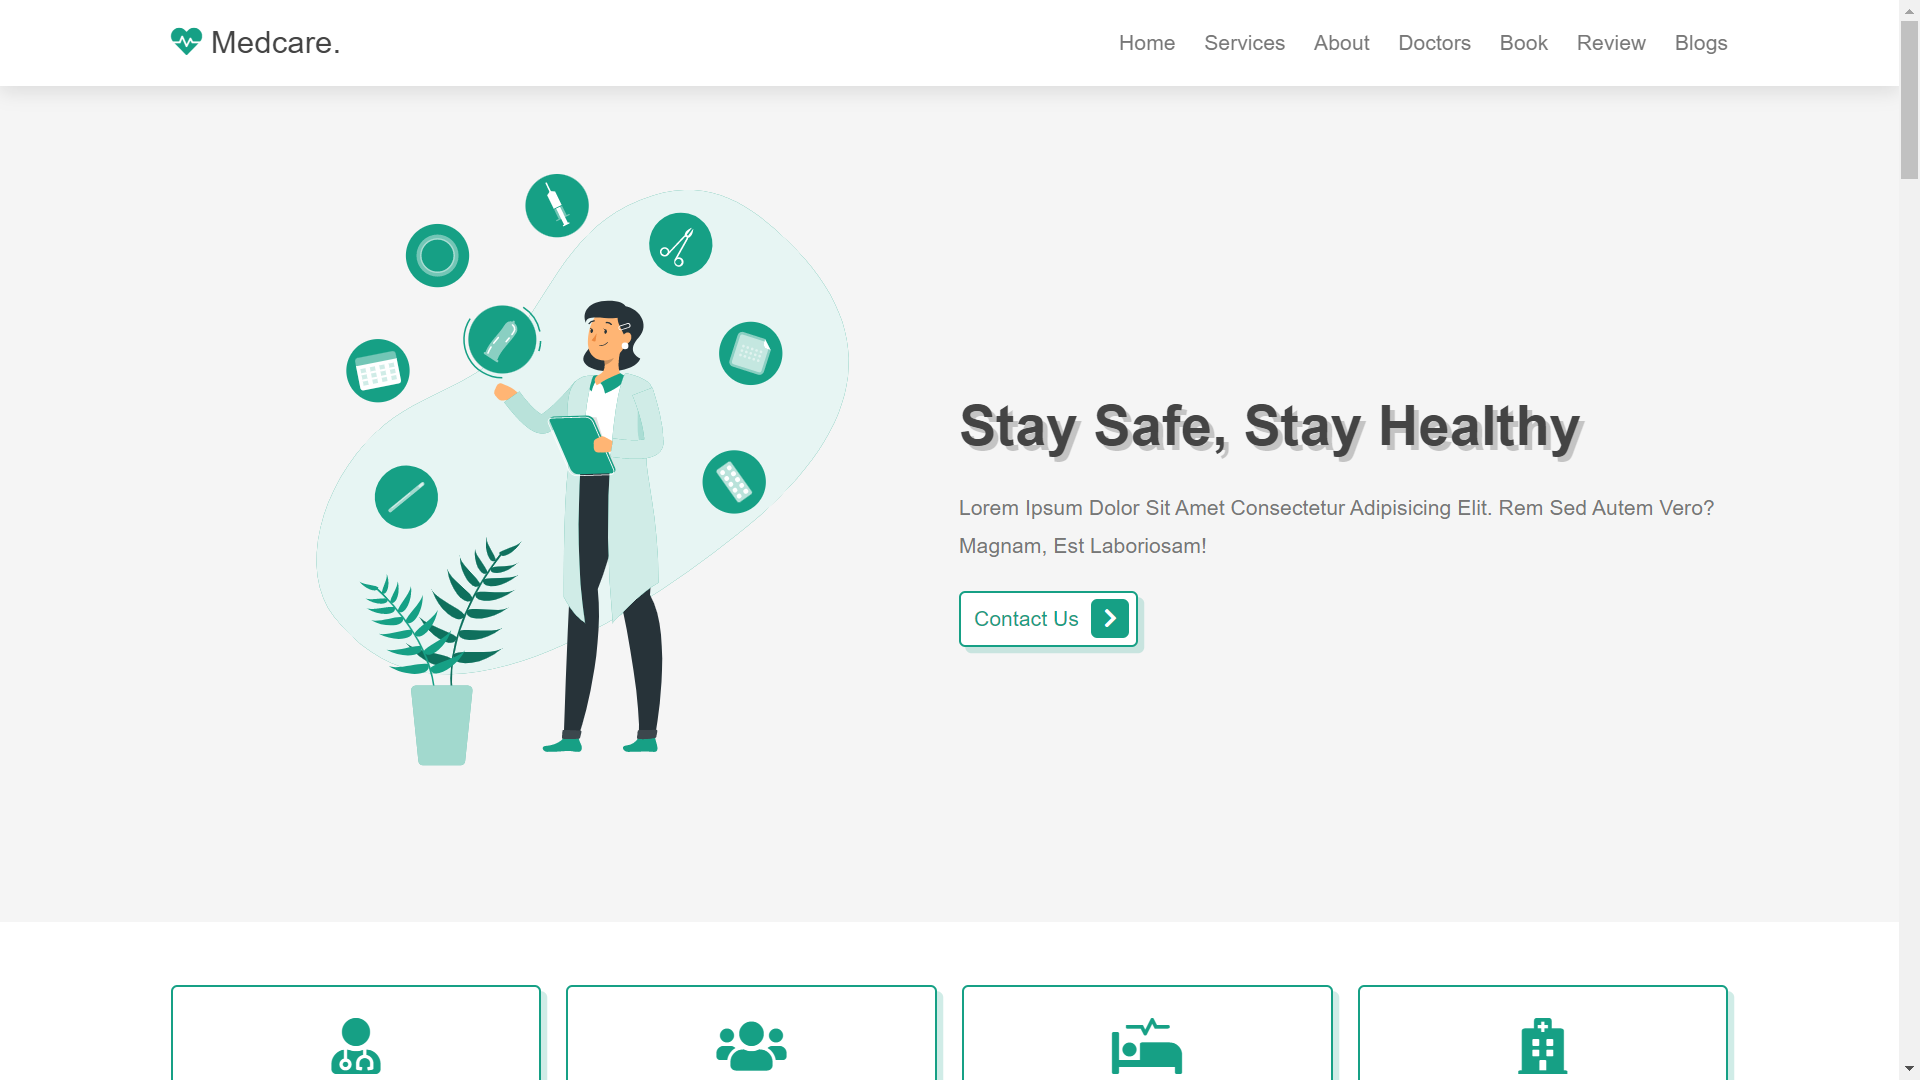 Medcare.
Home Services About Doctors Book Review Blogs
Stay Safe, Stay Healthy
Lorem Ipsum Dolor Sit Amet Consectetur Adipisicing Elit. Rem Sed Autem Vero?
Magnam, Est Laboriosam!
Contact Us